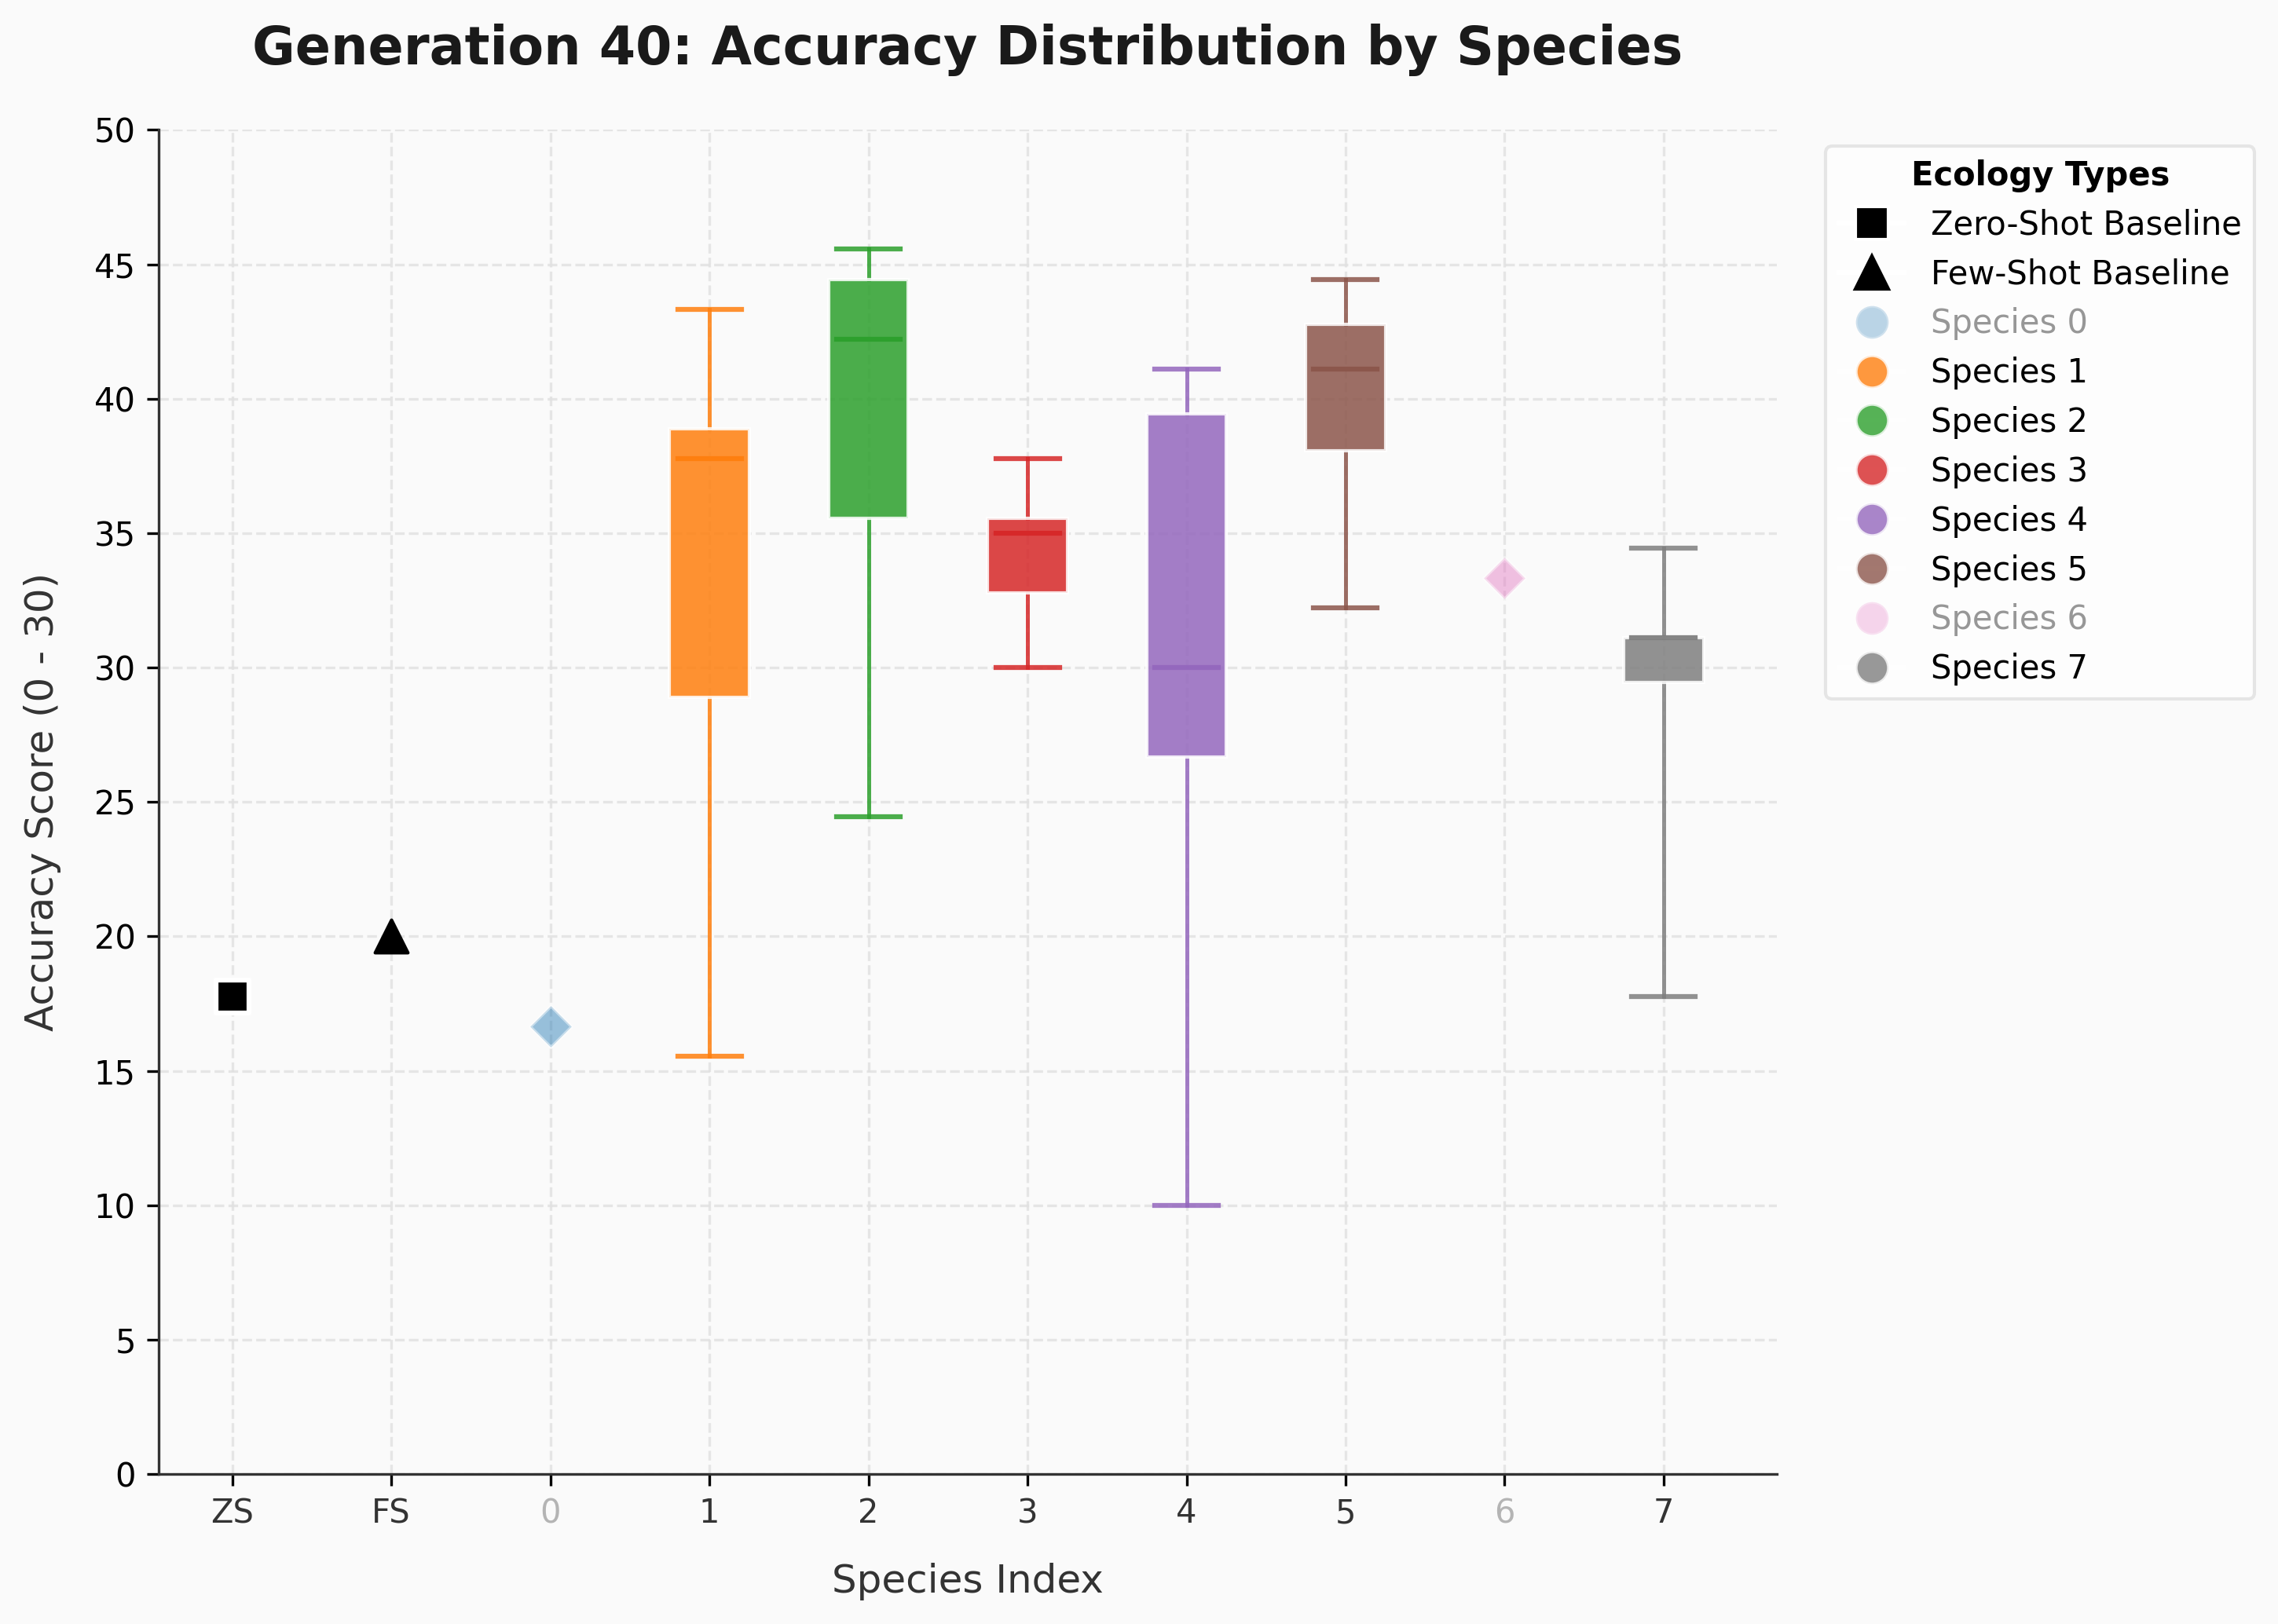 Generation 40: Accuracy Distribution by Species
50
45
40
35
30
25
20
15
10
5
0
Accuracy Score (0 - 30)
ZS FS 0 1 2 3 4 5 6 7
Species Index
Ecology Types
Zero-Shot Baseline
Few-Shot Baseline
Species 0
Species 1
Species 2
Species 3
Species 4
Species 5
Species 6
Species 7